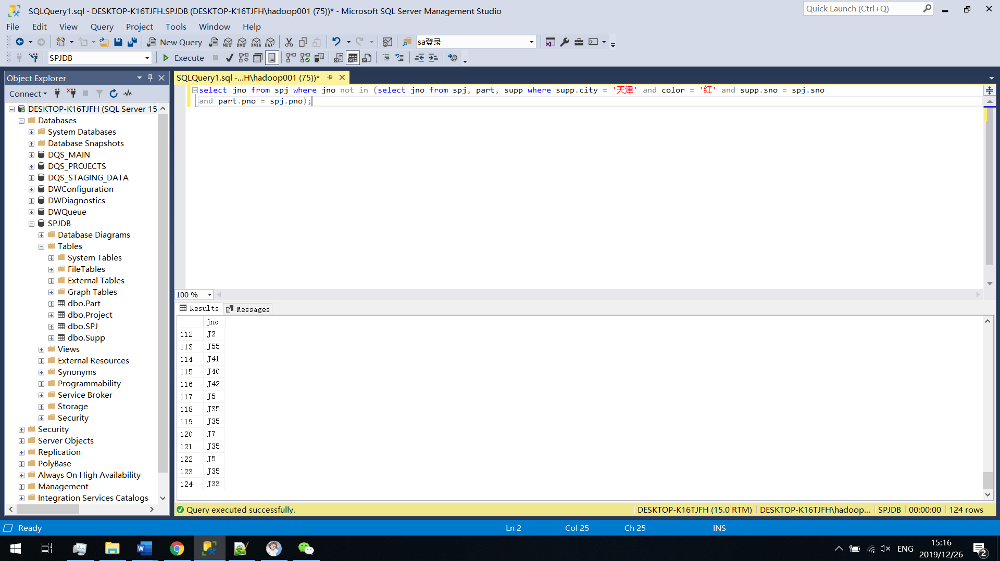 SQLQuery1.sql - DESKTOP-K16TJFH.SPJDB (DESKTOP-K16TJFH\hadoop001 (75))* - Microsoft SQL Server Management Studio
Quick Launch (Ctrl+Q)
File Edit View Query Project Tools Window Help
New Query MDX DMX XMLA DAX sa登录
SPJDB Execute
Object Explorer
SQLQuery1.sql -...H\hadoop001 (75))*
Connect
select jno from spj where jno not in (select jno from spj, part, supp where supp.city = '天津' and color = '红' and supp.sno = spj.sno
and part.pno = spj.pno);
DESKTOP-K16TJFH (SQL Server 15
Databases
System Databases
Database Snapshots
DQS_MAIN
DQS_PROJECTS
DQS_STAGING_DATA
DWConfiguration
DWDiagnostics
DWQueue
SPJDB
Database Diagrams
Tables
System Tables
FileTables
External Tables
Graph Tables
dbo.Part
dbo.Project
dbo.SPJ
dbo.Supp
Views
External Resources
Synonyms
Programmability
Service Broker
Storage
Security
Security
Server Objects
Replication
PolyBase
Always On High Availability
Management
Integration Services Catalogs
100 %
Results Messages
jno
112 J2
113 J55
114 J41
115 J40
116 J42
117 J5
118 J35
119 J35
120 J7
121 J35
122 J5
123 J35
124 J33
Query executed successfully. DESKTOP-K16TJFH (15.0 RTM) DESKTOP-K16TJFH\hadoop... SPJDB 00:00:00 124 rows
Ready Ln 2 Col 25 Ch 25 INS
ENG 15:16
2019/12/26
2